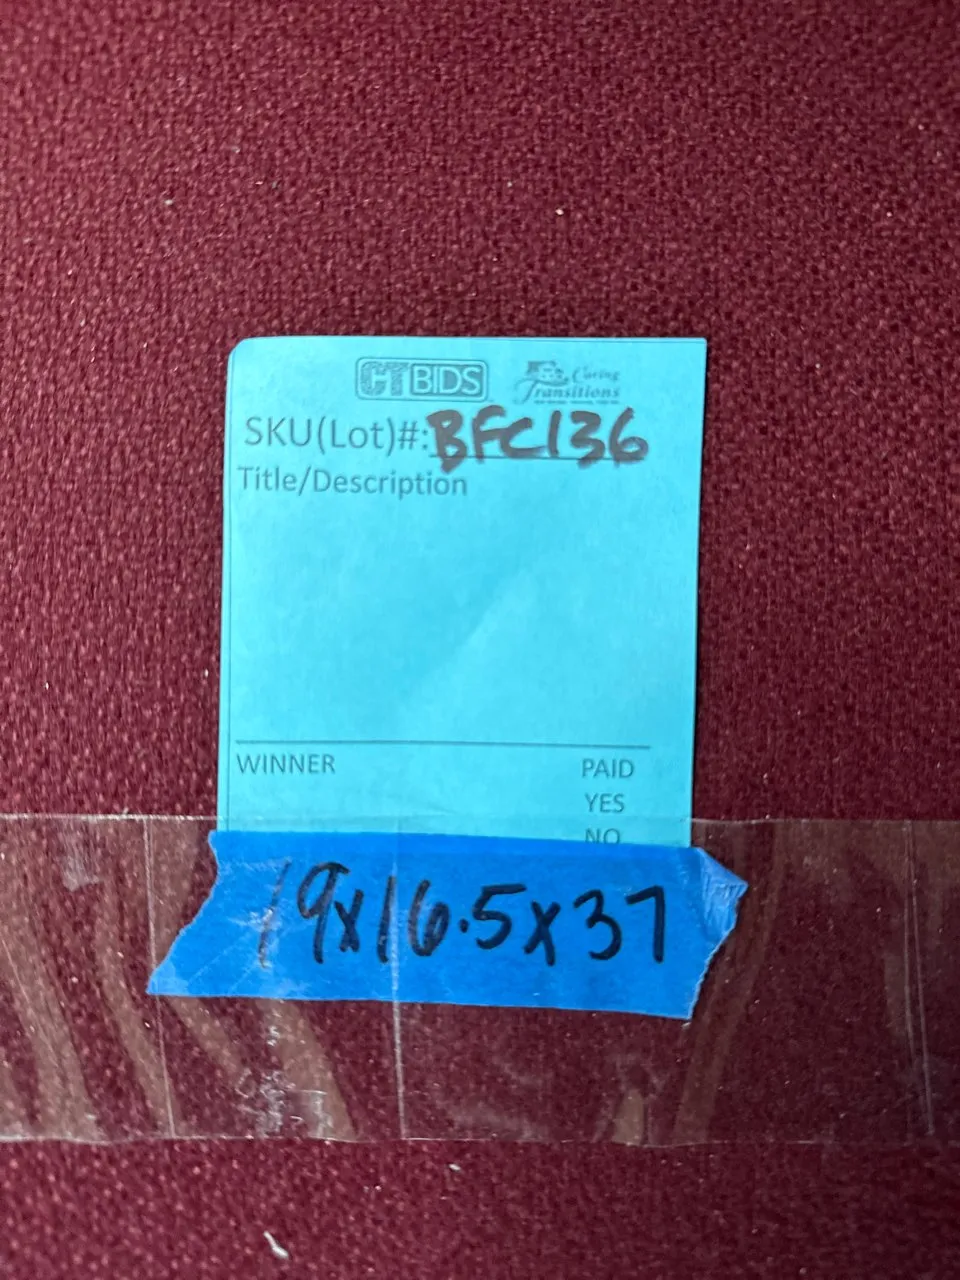 CTBIDS Caring Transitions
SKU(Lot)#: BFC136
Title/Description
WINNER PAID
YES
NO
19x16.5x37